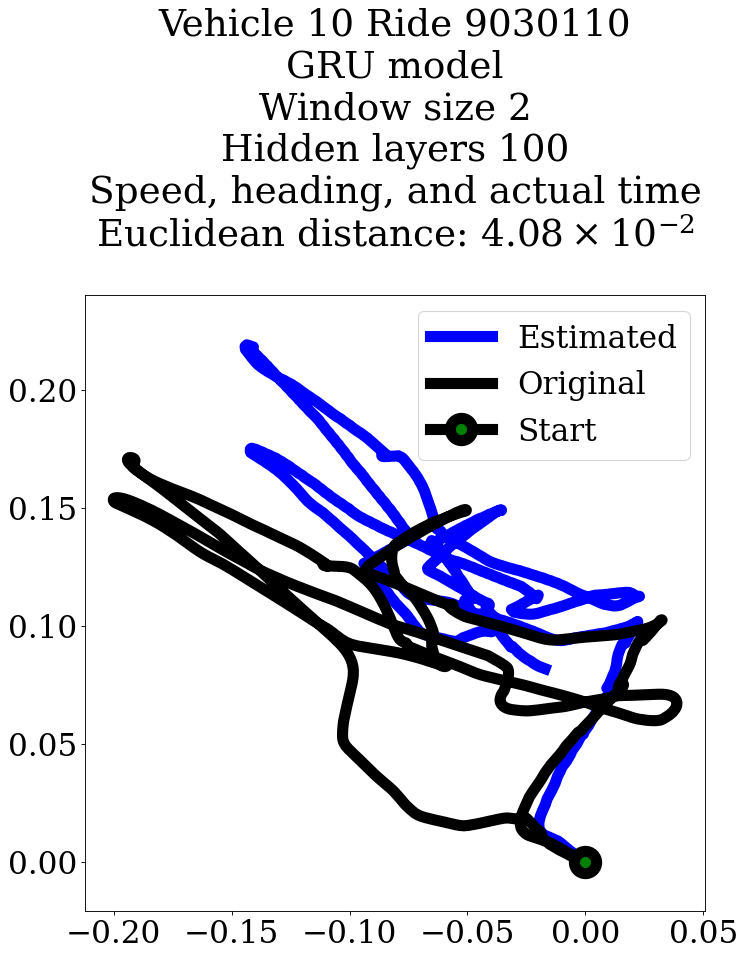 Vehicle 10 Ride 9030110
GRU model
Window size 2
Hidden layers 100
Speed, heading, and actual time
Euclidean distance: 4.08 × 10⁻²
Estimated
Original
Start
0.20
0.15
0.10
0.05
0.00
−0.20 −0.15 −0.10 −0.05 0.00 0.05